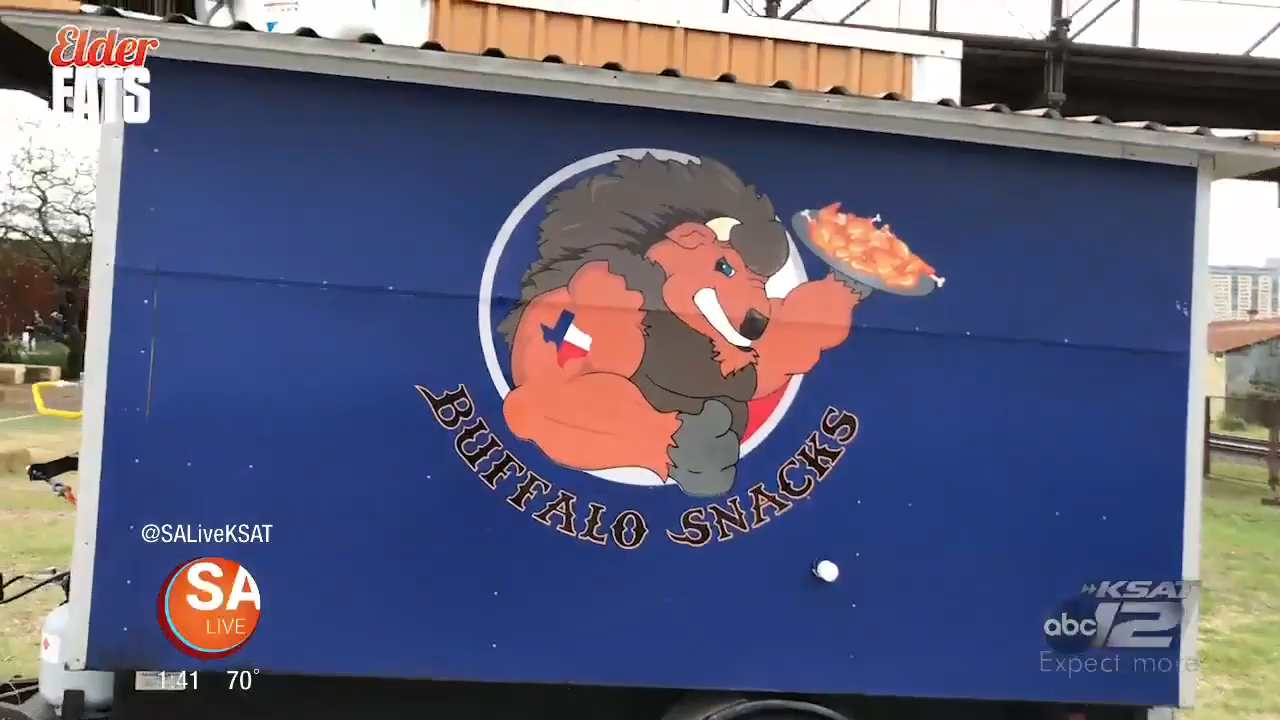 Elder
EATS
BUFFALO SNACKS
@SALiveKSAT
SA
LIVE
1:41 70°
KSAT
abc 12
Expect more